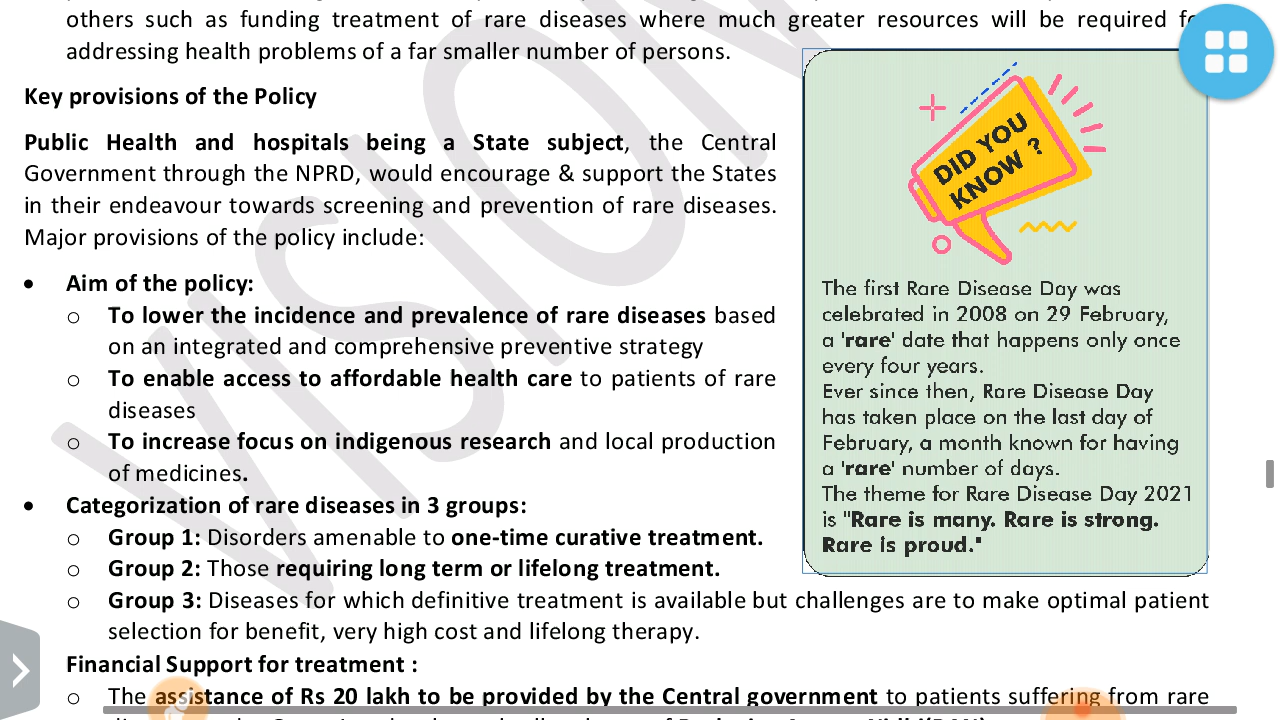 others such as funding treatment of rare diseases where much greater resources will be required
addressing health problems of a far smaller number of persons.
Key provisions of the Policy
Public Health and hospitals being a State subject, the Central
Government through the NPRD, would encourage & support the States
in their endeavour towards screening and prevention of rare diseases.
Major provisions of the policy include:
• Aim of the policy:
o To lower the incidence and prevalence of rare diseases based
on an integrated and comprehensive preventive strategy
o To enable access to affordable health care to patients of rare
diseases
o To increase focus on indigenous research and local production
of medicines.
• Categorization of rare diseases in 3 groups:
o Group 1: Disorders amenable to one-time curative treatment.
o Group 2: Those requiring long term or lifelong treatment.
o Group 3: Diseases for which definitive treatment is available but challenges are to make optimal patient
selection for benefit, very high cost and lifelong therapy.
Financial Support for treatment :
o The assistance of Rs 20 lakh to be provided by the Central government to patients suffering from rare
DID YOU
KNOW ?
The first Rare Disease Day was
celebrated in 2008 on 29 February,
a 'rare' date that happens only once
every four years.
Ever since then, Rare Disease Day
has taken place on the last day of
February, a month known for having
a 'rare' number of days.
The theme for Rare Disease Day 2021
is "Rare is many. Rare is strong.
Rare is proud."
VISION